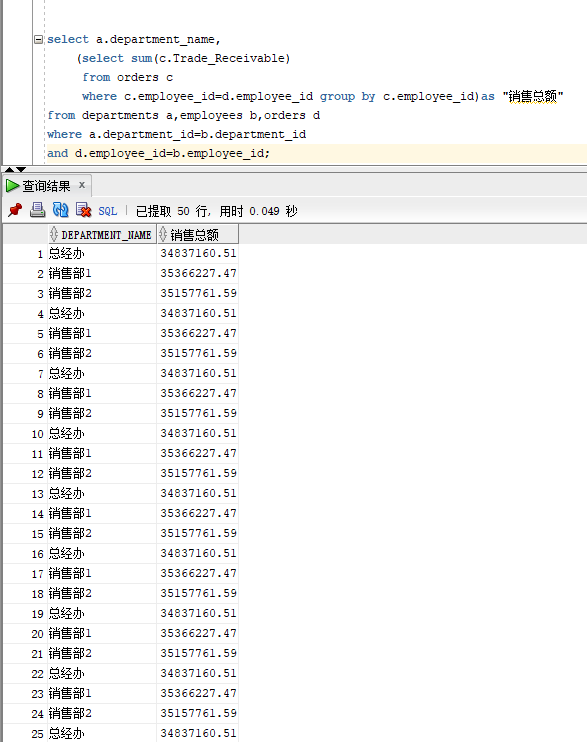 select a.department_name,
(select sum(c.Trade_Receivable)
from orders c
where c.employee_id=d.employee_id group by c.employee_id)as "销售总额"
from departments a,employees b,orders d
where a.department_id=b.department_id
and d.employee_id=b.employee_id;
查询结果 x
SQL | 已提取 50 行, 用时 0.049 秒
DEPARTMENT_NAME 销售总额
1 总经办 34837160.51
2 销售部1 35366227.47
3 销售部2 35157761.59
4 总经办 34837160.51
5 销售部1 35366227.47
6 销售部2 35157761.59
7 总经办 34837160.51
8 销售部1 35366227.47
9 销售部2 35157761.59
10 总经办 34837160.51
11 销售部1 35366227.47
12 销售部2 35157761.59
13 总经办 34837160.51
14 销售部1 35366227.47
15 销售部2 35157761.59
16 总经办 34837160.51
17 销售部1 35366227.47
18 销售部2 35157761.59
19 总经办 34837160.51
20 销售部1 35366227.47
21 销售部2 35157761.59
22 总经办 34837160.51
23 销售部1 35366227.47
24 销售部2 35157761.59
25 总经办 34837160.51